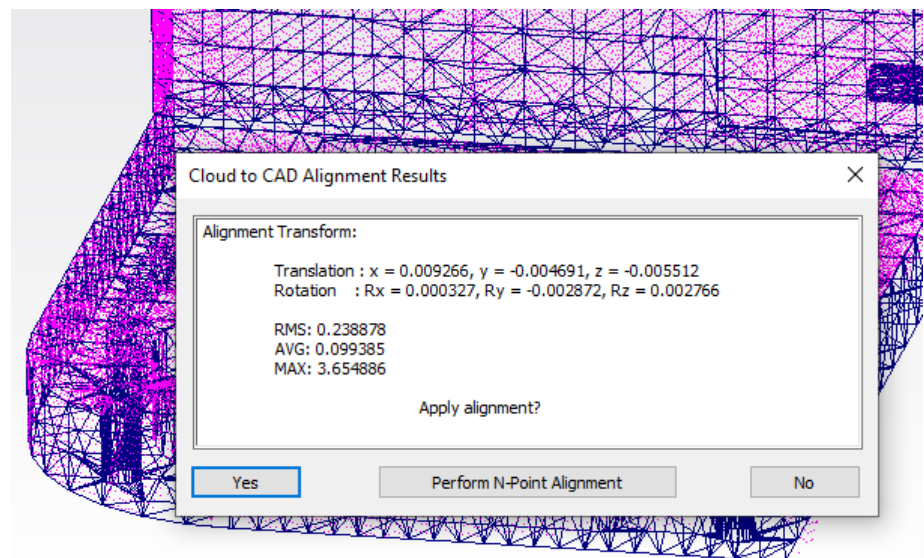 Cloud to CAD Alignment Results
Alignment Transform:
Translation : x = 0.009266, y = -0.004691, z = -0.005512
Rotation : Rx = 0.000327, Ry = -0.002872, Rz = 0.002766
RMS: 0.238878
AVG: 0.099385
MAX: 3.654886
Apply alignment?
Yes
Perform N-Point Alignment
No